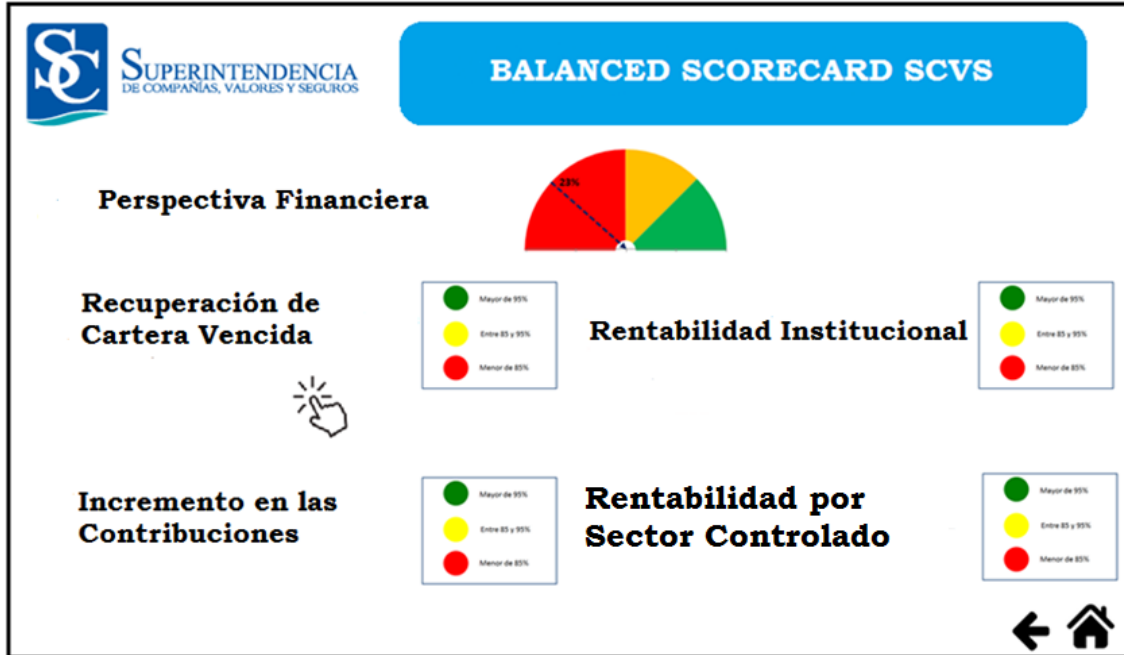 SC
SUPERINTENDENCIA
DE COMPAÑÍAS, VALORES Y SEGUROS
BALANCED SCORECARD SCVS
Perspectiva Financiera
23%
Recuperación de
Cartera Vencida
Mayor de 95%
Entre 85 y 95%
Menor de 85%
Rentabilidad Institucional
Mayor de 95%
Entre 85 y 95%
Menor de 85%
Incremento en las
Contribuciones
Mayor de 95%
Entre 85 y 95%
Menor de 85%
Rentabilidad por
Sector Controlado
Mayor de 95%
Entre 85 y 95%
Menor de 85%